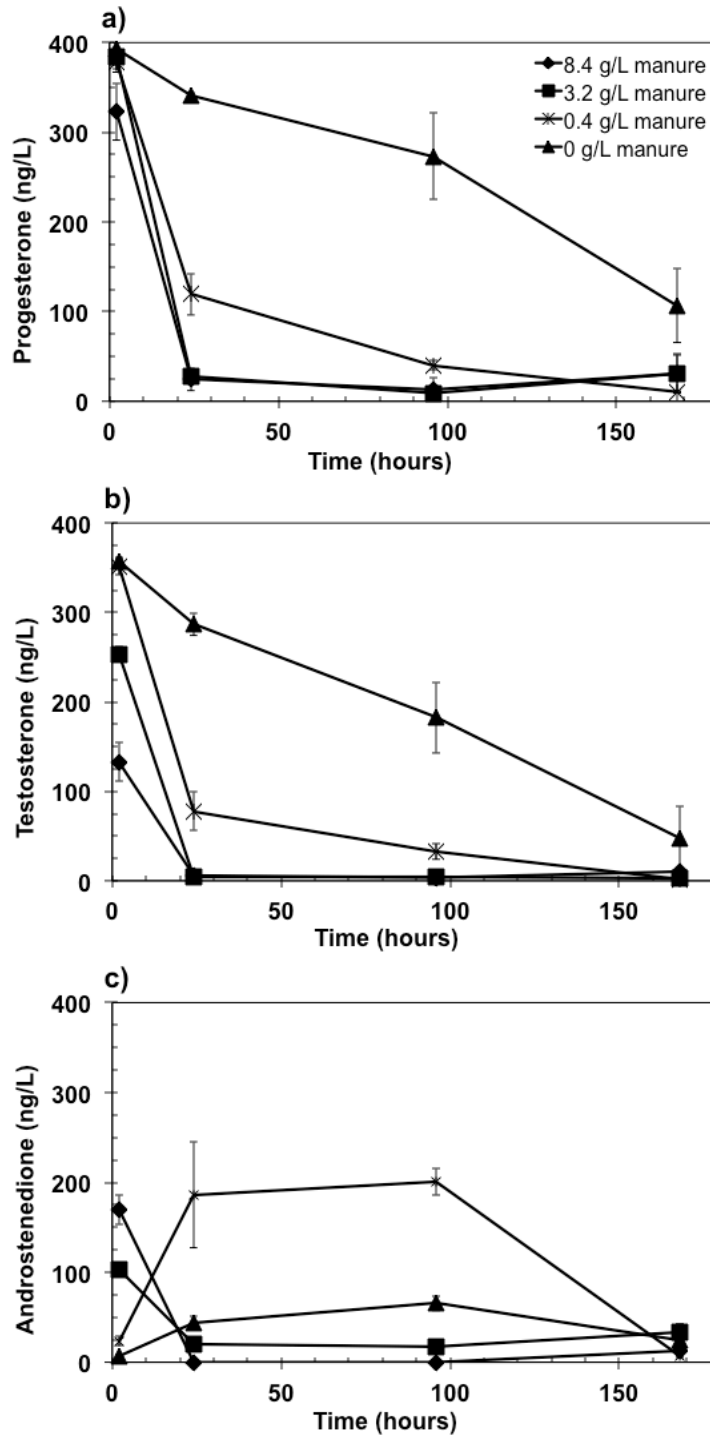 a)
400
300
200
100
0
Progesterone (ng/L)
8.4 g/L manure
3.2 g/L manure
0.4 g/L manure
0 g/L manure
0 50 100 150
Time (hours)
b)
400
300
200
100
0
Testosterone (ng/L)
0 50 100 150
Time (hours)
c)
400
300
200
100
0
Androstenedione (ng/L)
0 50 100 150
Time (hours)